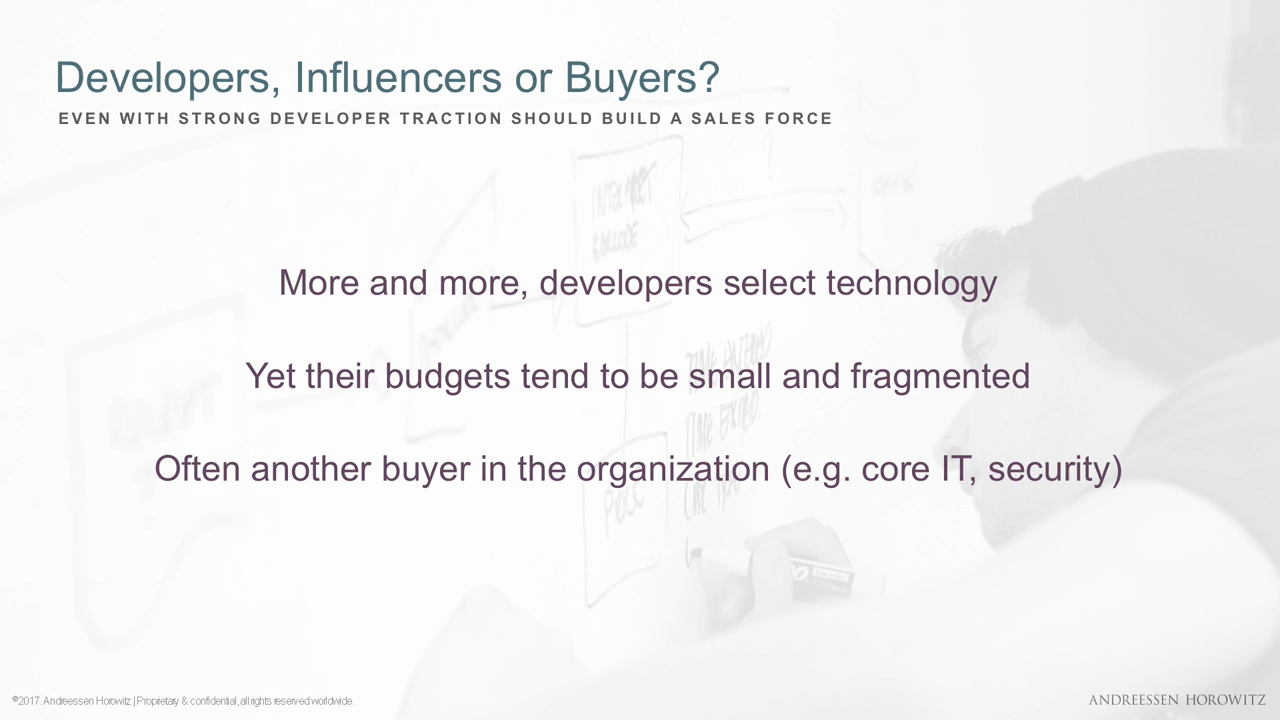 Developers, Influencers or Buyers?
EVEN WITH STRONG DEVELOPER TRACTION SHOULD BUILD A SALES FORCE
More and more, developers select technology
Yet their budgets tend to be small and fragmented
Often another buyer in the organization (e.g. core IT, security)
©2017. Andreessen Horowitz | Proprietary & confidential, all rights reserved worldwide.
ANDREESSEN HOROWITZ